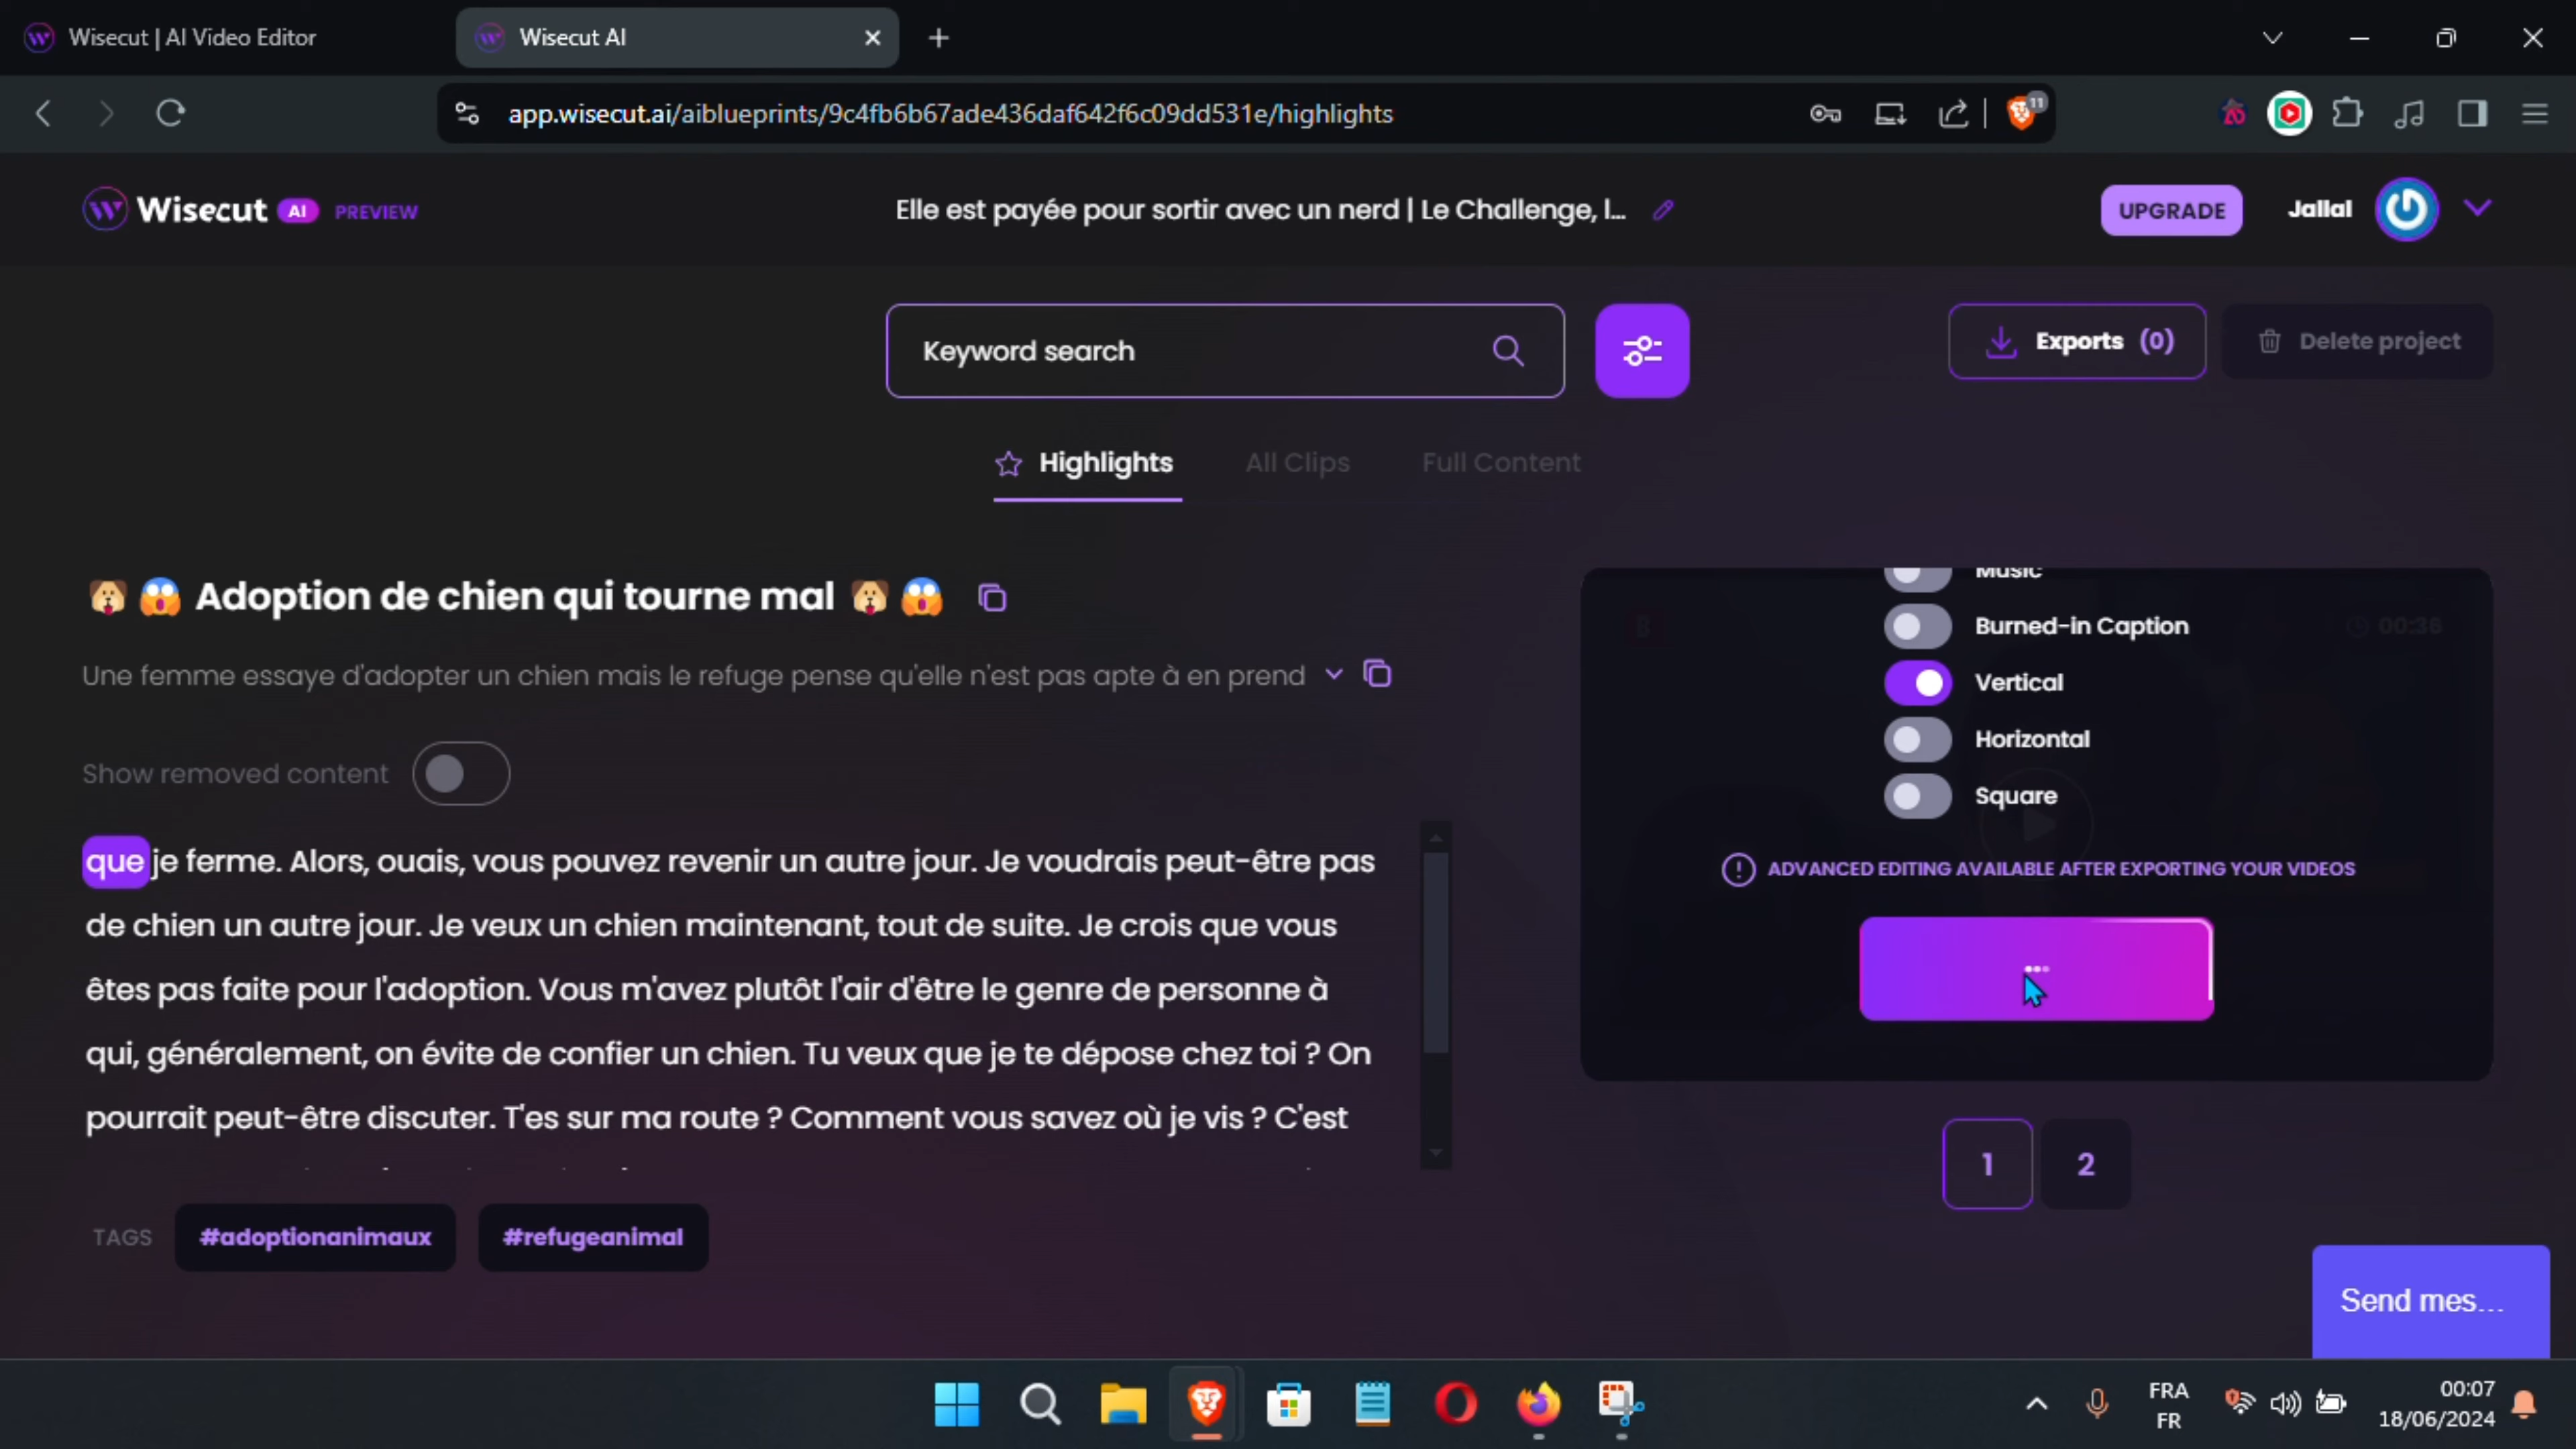 Wisecut | AI Video Editor
Wisecut AI
app.wisecut.ai/aiblueprints/9c4fb6b67ade436daf642f6c09dd531e/highlights
11
Wisecut AI PREVIEW
Elle est payée pour sortir avec un nerd | Le Challenge, l...
UPGRADE
Jallal
Keyword search
Exports (0)
Delete project
Highlights
All Clips
Full Content
Adoption de chien qui tourne mal
Une femme essaye d'adopter un chien mais le refuge pense qu'elle n'est pas apte à en prend
Show removed content
que je ferme. Alors, ouais, vous pouvez revenir un autre jour. Je voudrais peut-être pas
de chien un autre jour. Je veux un chien maintenant, tout de suite. Je crois que vous
êtes pas faite pour l'adoption. Vous m'avez plutôt l'air d'être le genre de personne à
qui, généralement, on évite de confier un chien. Tu veux que je te dépose chez toi ? On
pourrait peut-être discuter. T'es sur ma route ? Comment vous savez où je vis ? C'est
TAGS
#adoptionanimaux
#refugeanimal
Music
Burned-in Caption
00:36
Vertical
Horizontal
Square
ADVANCED EDITING AVAILABLE AFTER EXPORTING YOUR VIDEOS
...
1
2
Send mes...
FRA
FR
00:07
18/06/2024